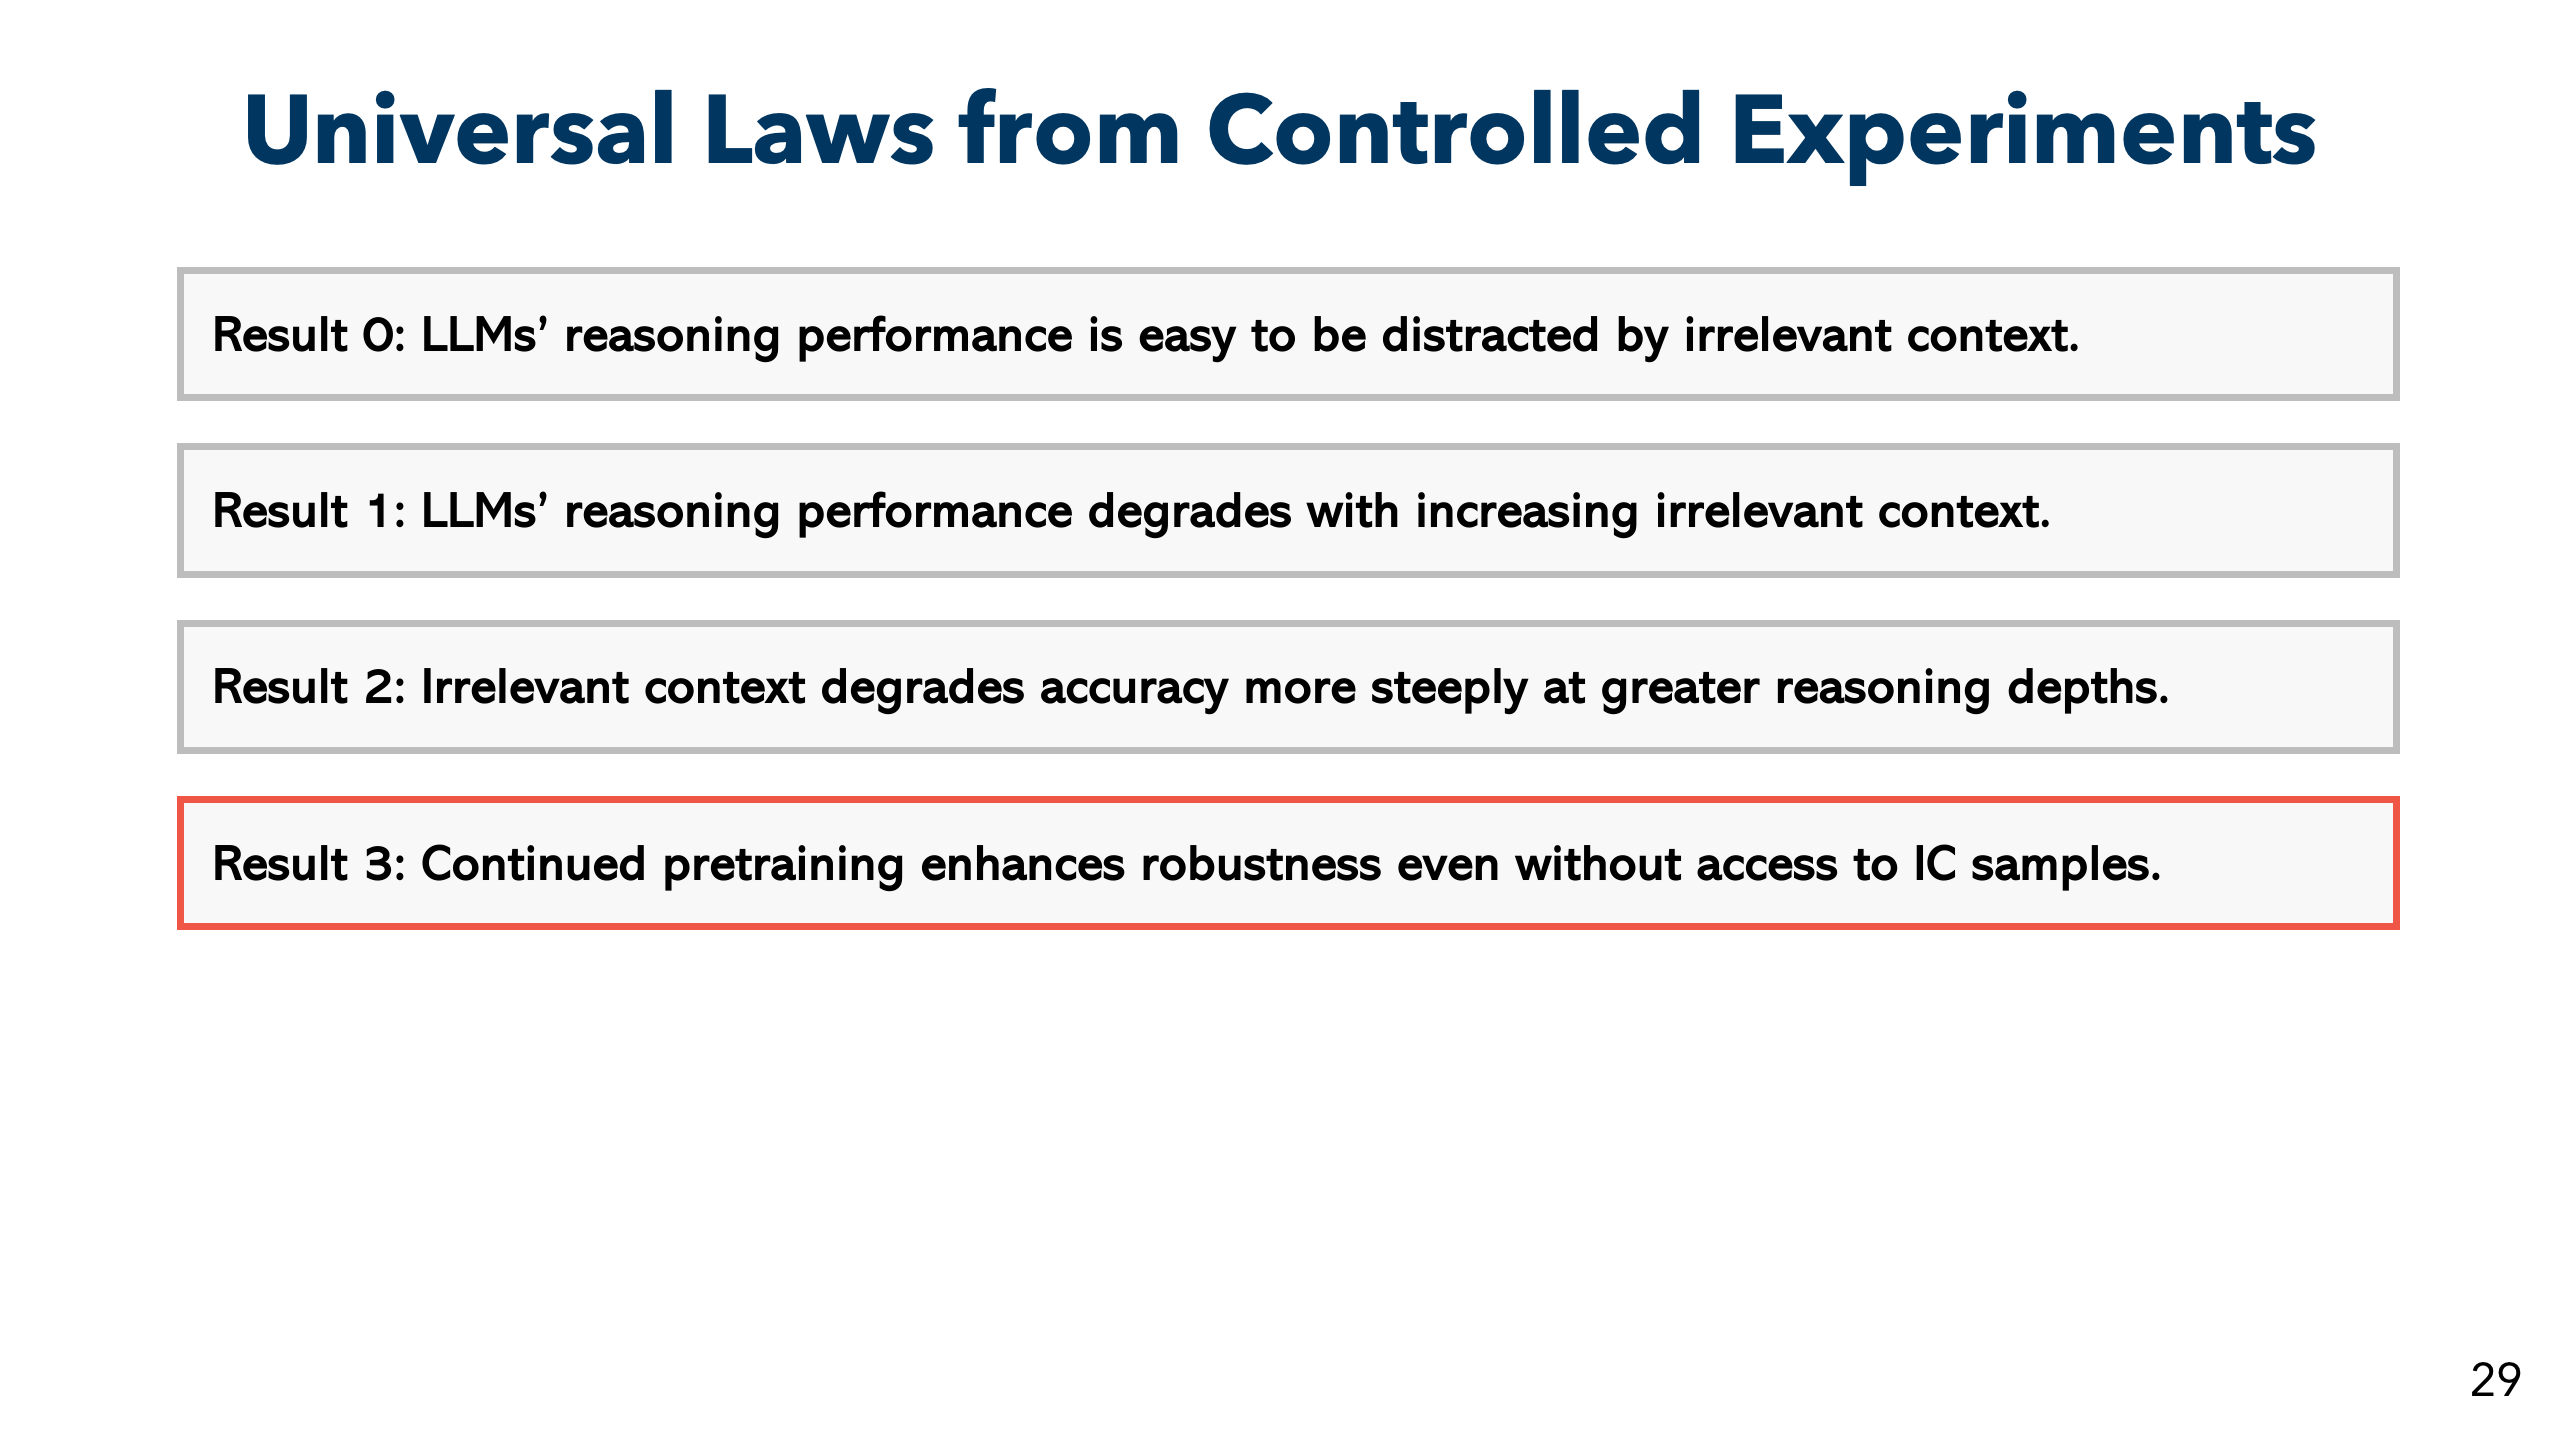 Universal Laws from Controlled Experiments
Result 0: LLMs’ reasoning performance is easy to be distracted by irrelevant context.
Result 1: LLMs’ reasoning performance degrades with increasing irrelevant context.
Result 2: Irrelevant context degrades accuracy more steeply at greater reasoning depths.
Result 3: Continued pretraining enhances robustness even without access to IC samples.
29